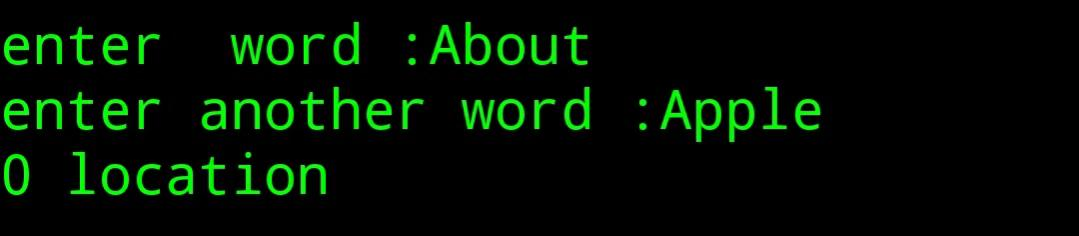 enter  word :About
enter another word :Apple
0 location